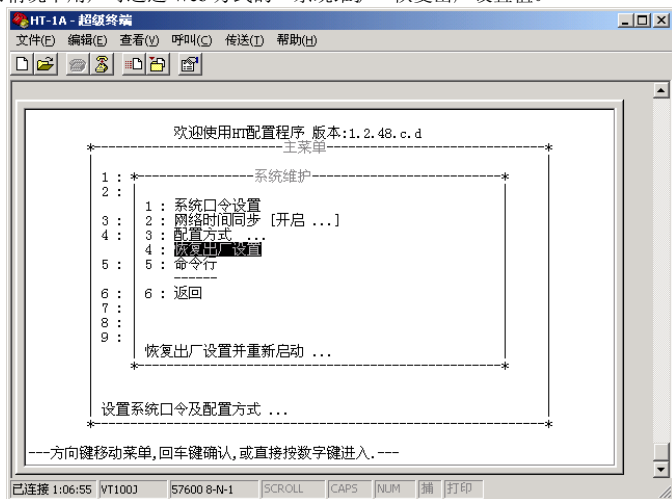 HT-1A - 超级终端
文件(F) 编辑(E) 查看(V) 呼叫(C) 传送(T) 帮助(H)
欢迎使用HT配置程序 版本:1.2.48.c.d
*----主菜单----*
1 : *----系统维护----*
2 :
1 : 系统口令设置
3 : 2 : 网络时间同步 [开启 ...]
4 : 3 : 配置方式 ...
4 : 恢复出厂设置
5 : 5 : 命令行
------
6 : 6 : 返回
7 :
8 :
9 :
恢复出厂设置并重新启动 ...
*----*
设置系统口令及配置方式 ...
*----*
---方向键移动菜单,回车键确认,或直接按数字键进入.---
已连接 1:06:55 VT100J 57600 8-N-1 SCROLL CAPS NUM 捕 打印